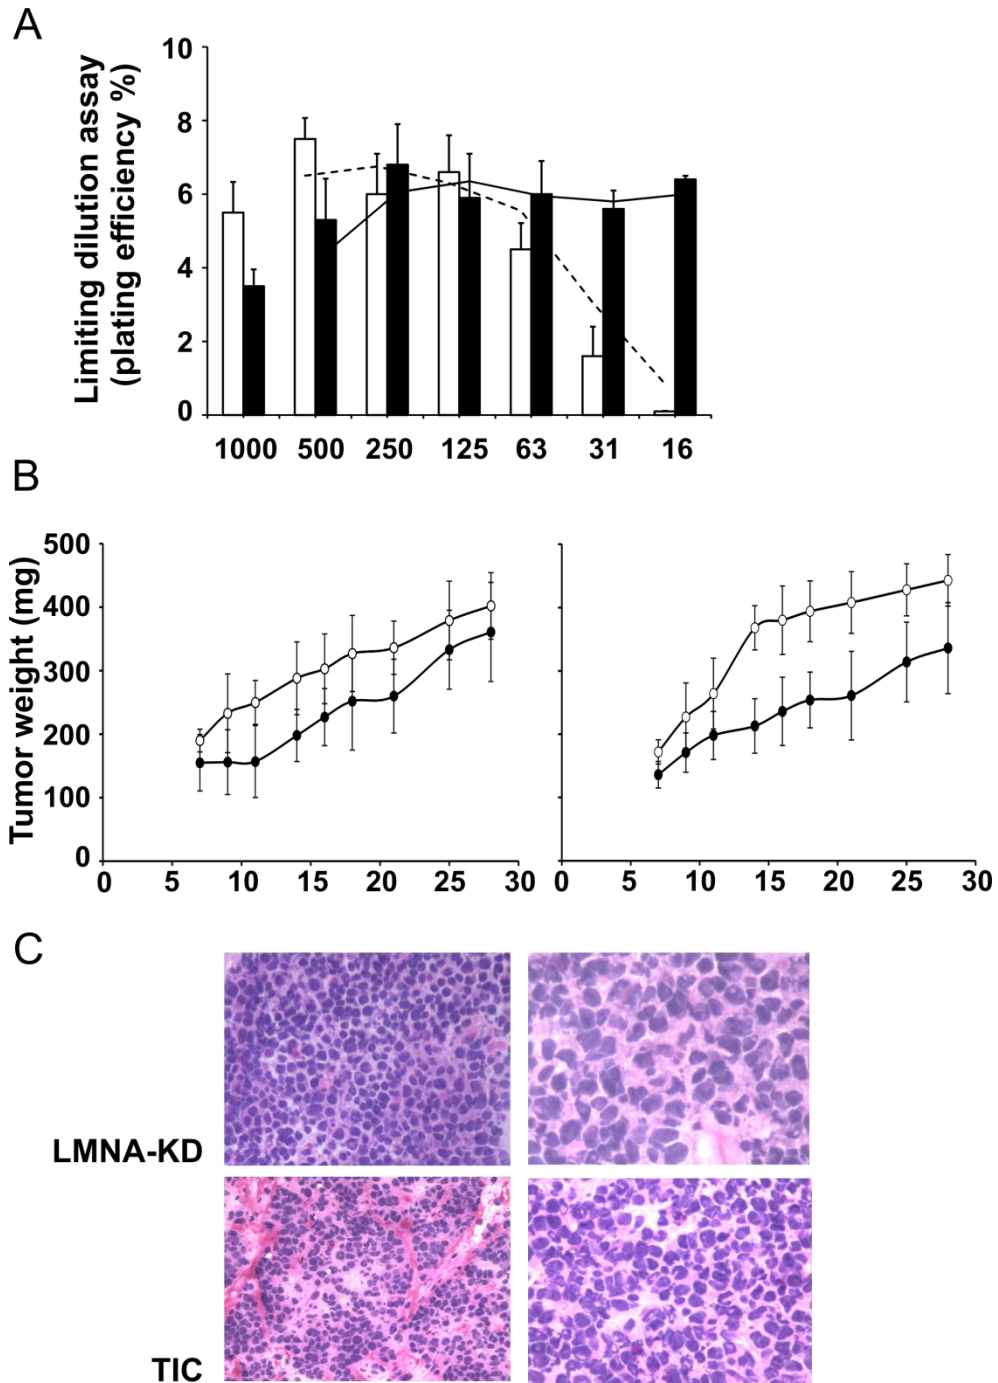 A
Limiting dilution assay
(plating efficiency %)
10
8
6
4
2
0
1000 500 250 125 63 31 16
B
Tumor weight (mg)
500
400
300
200
100
0
0 5 10 15 20 25 30
0 5 10 15 20 25 30
C
LMNA-KD
TIC